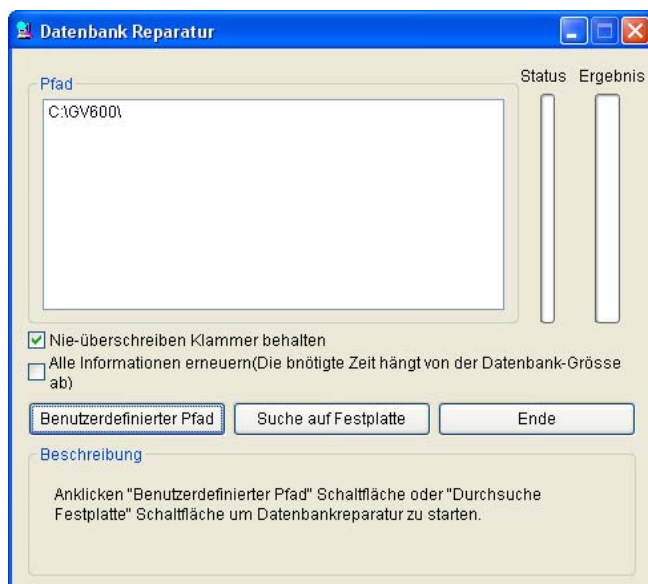 Datenbank Reparatur
Pfad
Status Ergebnis
C:\GV600\
Nie-überschreiben Klammer behalten
Alle Informationen erneuern(Die bnötigte Zeit hängt von der Datenbank-Grösse
ab)
Benutzerdefinierter Pfad
Suche auf Festplatte
Ende
Beschreibung
Anklicken "Benutzerdefinierter Pfad" Schaltfläche oder "Durchsuche
Festplatte" Schaltfläche um Datenbankreparatur zu starten.